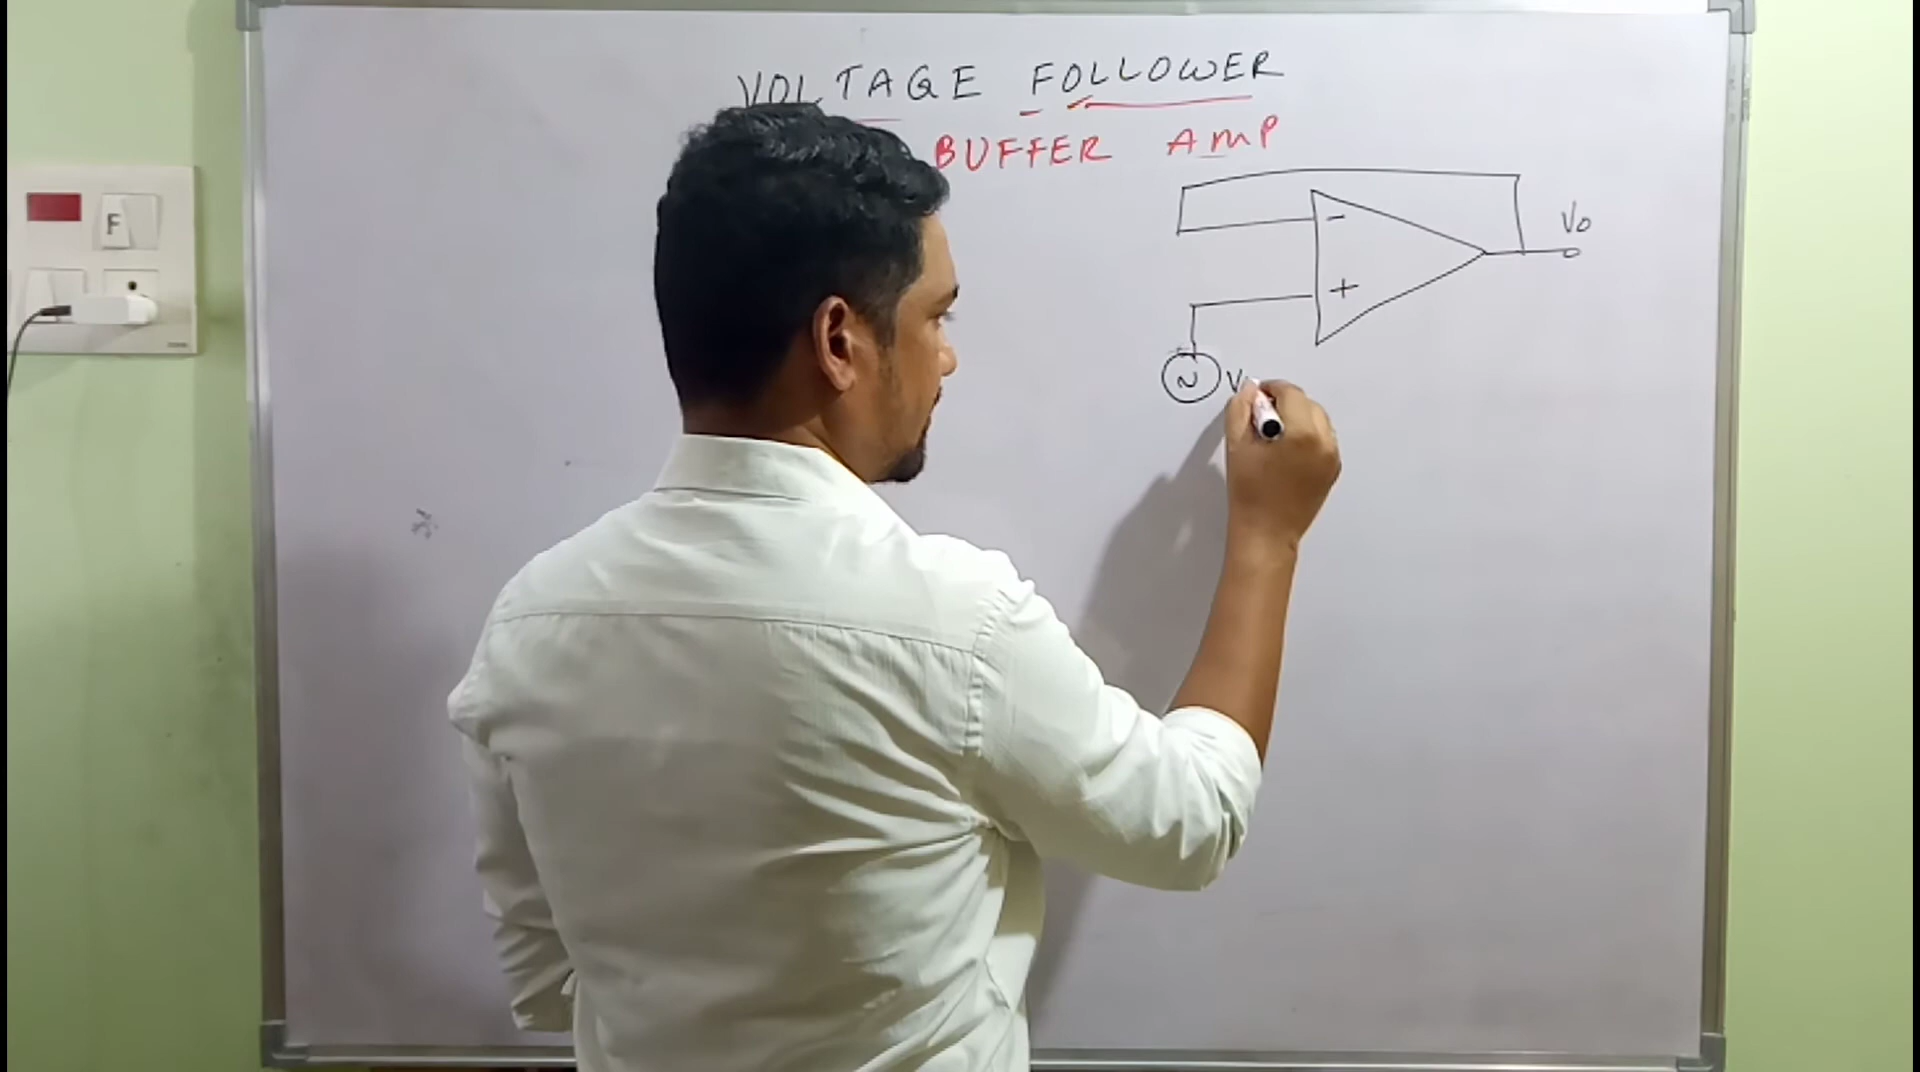 VOLTAGE FOLLOWER
BUFFER AMP
F
Vo
-
+
~
V